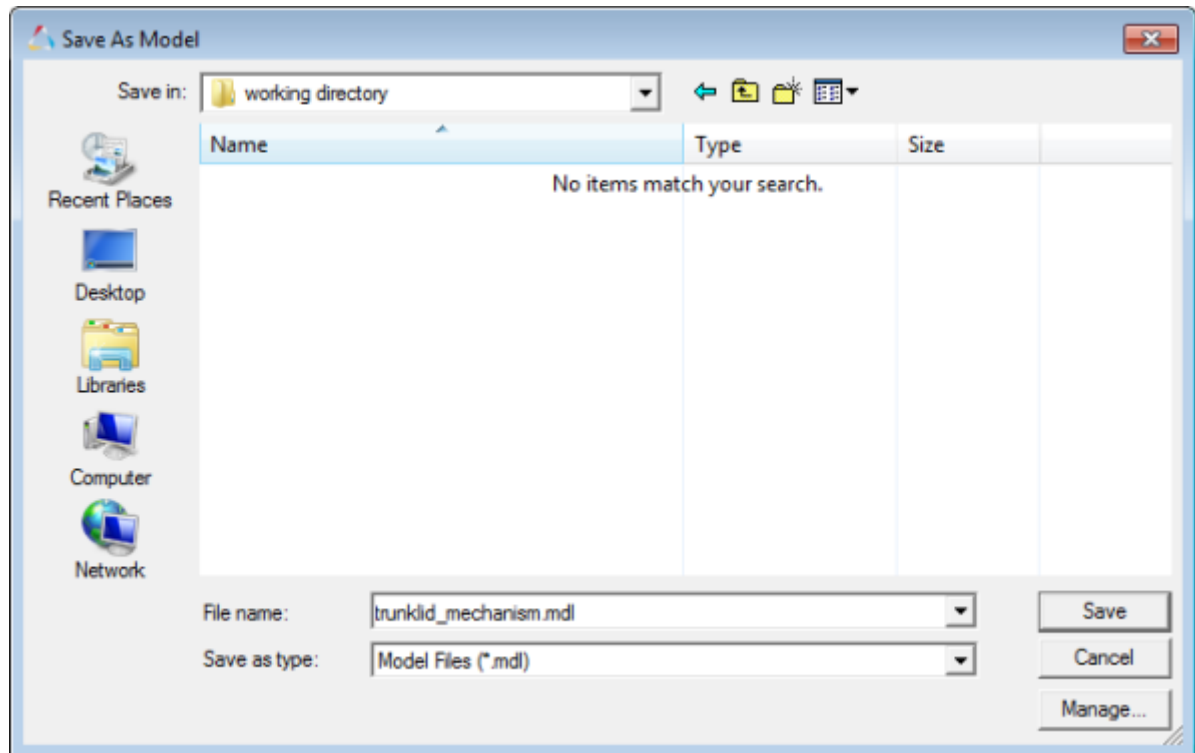 Save As Model
Save in: working directory
Name Type Size
No items match your search.
Recent Places
Desktop
Libraries
Computer
Network
File name: trunklid_mechanism.mdl Save
Save as type: Model Files (*.mdl) Cancel
Manage...